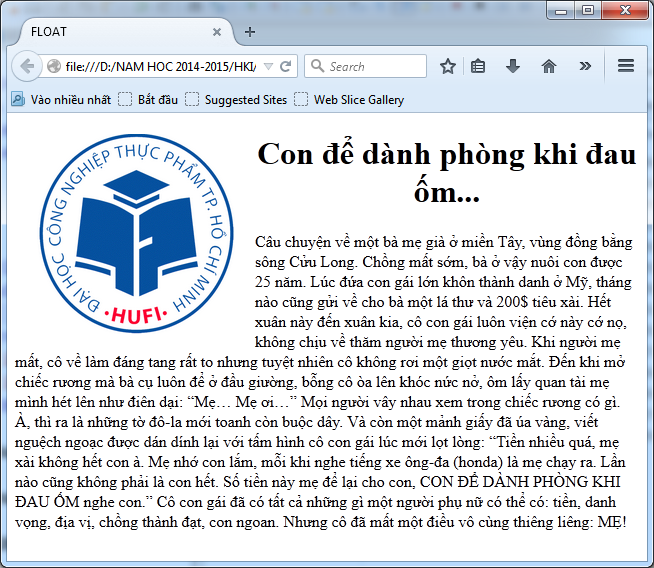 FLOAT
file:///D:/NAM HOC 2014-2015/HKI/
Search
Vào nhiều nhất
Bắt đầu
Suggested Sites
Web Slice Gallery
ĐẠI HỌC CÔNG NGHIỆP THỰC PHẨM TP. HỒ CHÍ MINH
·HUFI·
Con để dành phòng khi đau
ốm...
Câu chuyện về một bà mẹ già ở miền Tây, vùng đồng bằng
sông Cửu Long. Chồng mất sớm, bà ở vậy nuôi con được
25 năm. Lúc đứa con gái lớn khôn thành danh ở Mỹ, tháng
nào cũng gửi về cho bà một lá thư và 200$ tiêu xài. Hết
xuân này đến xuân kia, cô con gái luôn viện cớ này cớ nọ,
không chịu về thăm người mẹ thương yêu. Khi người mẹ
mất, cô về làm đáng tang rất to nhưng tuyệt nhiên cô không rơi một giọt nước mắt. Đến khi mở
chiếc rương mà bà cụ luôn để ở đầu giường, bỗng cô òa lên khóc nức nở, ôm lấy quan tài mẹ
mình hét lên như điên dại: “Mẹ… Mẹ ơi…” Mọi người vây nhau xem trong chiếc rương có gì.
À, thì ra là những tờ đô-la mới toanh còn buộc dây. Và còn một mảnh giấy đã úa vàng, viết
nguệch ngoạc được dán dính lại với tấm hình cô con gái lúc mới lọt lòng: “Tiền nhiều quá, mẹ
xài không hết con à. Mẹ nhớ con lắm, mỗi khi nghe tiếng xe ông-đa (honda) là mẹ chạy ra. Lần
nào cũng không phải là con hết. Số tiền này mẹ để lại cho con, CON ĐỂ DÀNH PHÒNG KHI
ĐAU ỐM nghe con.” Cô con gái đã có tất cả những gì một người phụ nữ có thể có: tiền, danh
vọng, địa vị, chồng thành đạt, con ngoan. Nhưng cô đã mất một điều vô cùng thiêng liêng: MẸ!